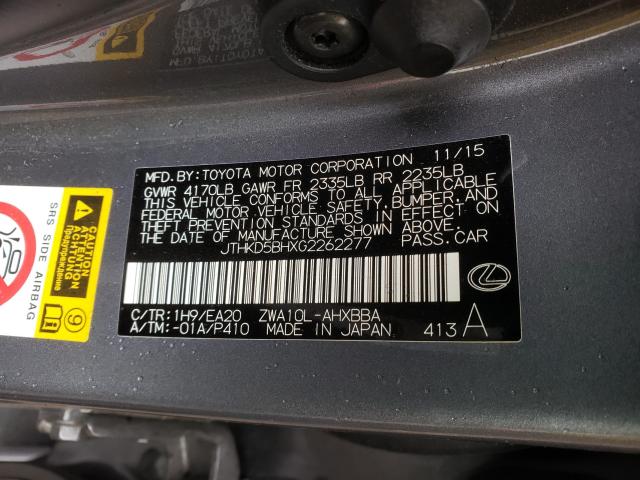 MFD.BY:TOYOTA MOTOR CORPORATION 11/15
GVWR 4170LB GAWR FR 2335LB RR 2235LB
THIS VEHICLE CONFORMS TO ALL APPLICABLE
FEDERAL MOTOR VEHICLE SAFETY,BUMPER,AND
THEFT PREVENTION STANDARDS IN EFFECT ON
THE DATE OF MANUFACTURE SHOWN ABOVE.
JTHKD5BHXG2262277 PASS.CAR
C/TR:1H9/EA20 ZWA10L-AHXBBA
A/TM:-01A/P410 MADE IN JAPAN 413 A
SRS SIDE AIRBAG
9